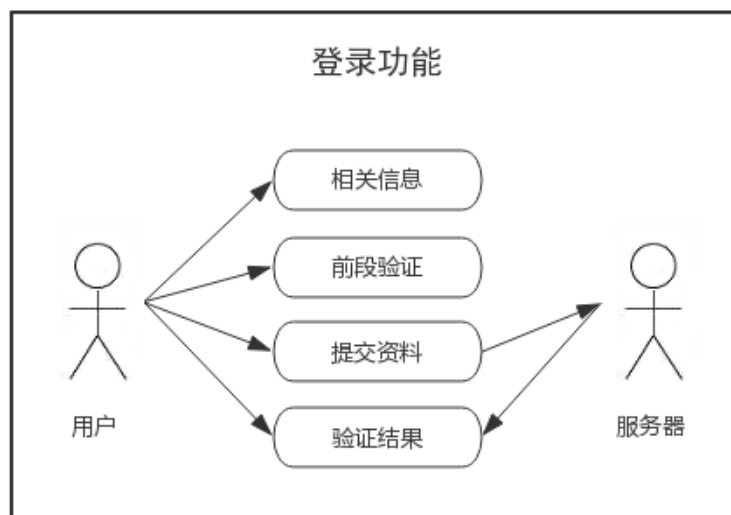 登录功能
相关信息
前段验证
提交资料
验证结果
用户
服务器